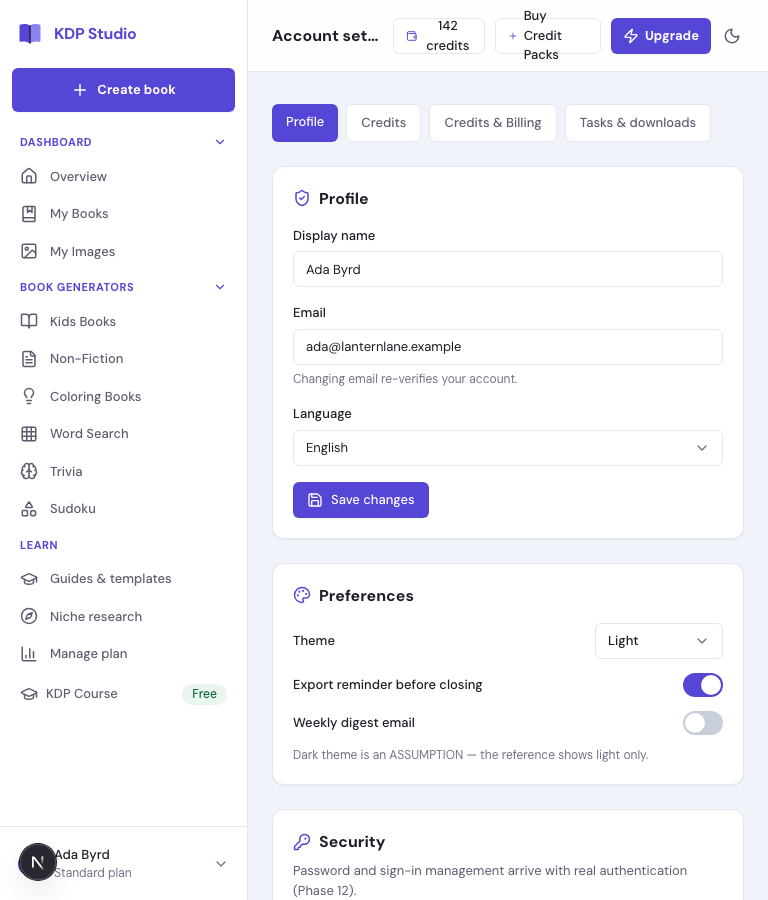 KDP Studio
Create book
DASHBOARD
Overview
My Books
My Images
BOOK GENERATORS
Kids Books
Non-Fiction
Coloring Books
Word Search
Trivia
Sudoku
LEARN
Guides & templates
Niche research
Manage plan
KDP Course
Free
N
Ada Byrd
Standard plan
Account set...
142
credits
Buy
Credit
Packs
Upgrade
Profile
Credits
Credits & Billing
Tasks & downloads
Profile
Display name
Ada Byrd
Email
ada@lanternlane.example
Changing email re-verifies your account.
Language
English
Save changes
Preferences
Theme
Light
Export reminder before closing
Weekly digest email
Dark theme is an ASSUMPTION — the reference shows light only.
Security
Password and sign-in management arrive with real authentication
(Phase 12).